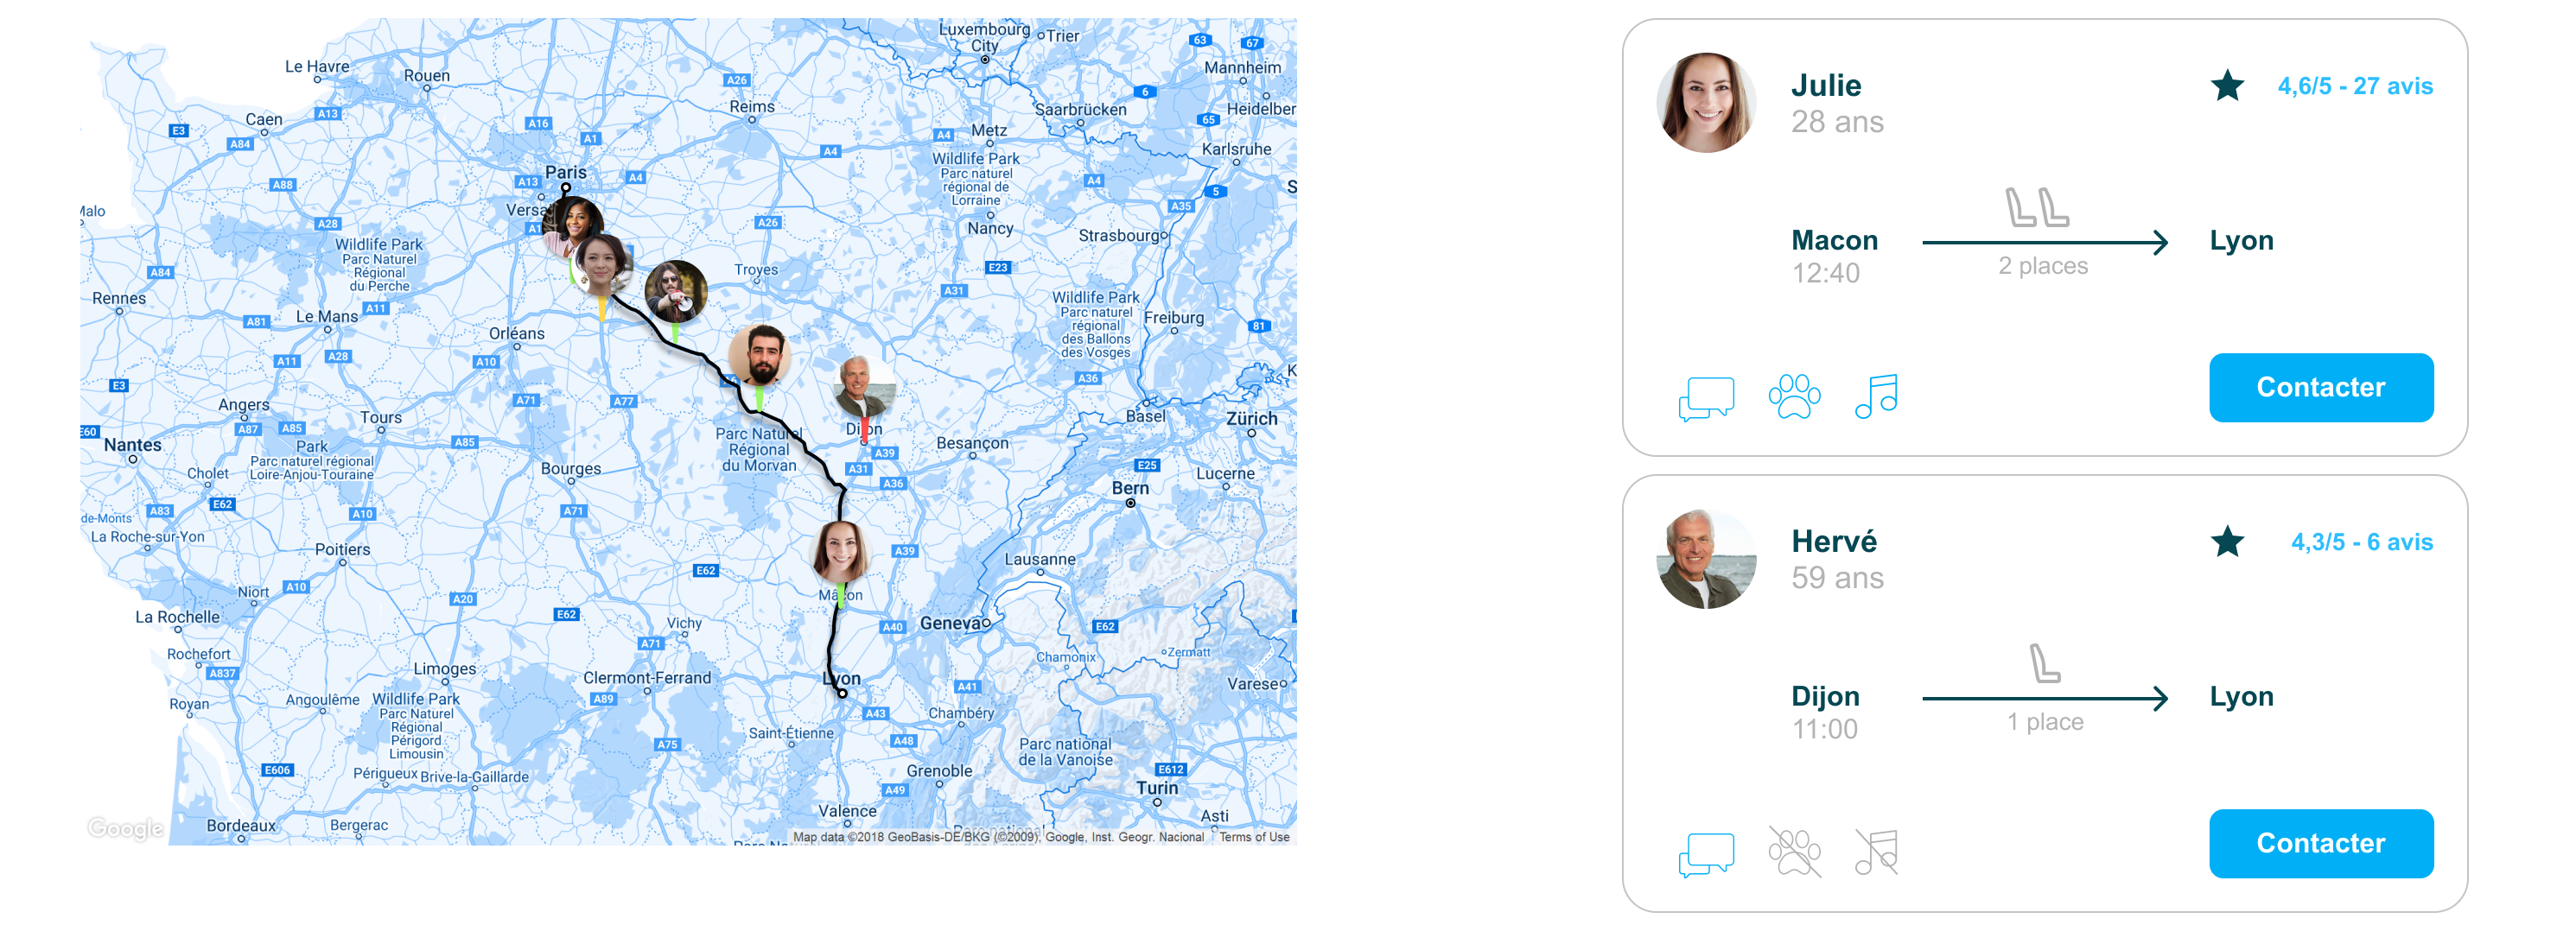 Luxembourg
City
Trier
63
67
Le Havre
Rouen
Mannheim
A26
6
Reims
Saarbrücken
Heidelber
A13
Caen
A16
65
E3
A1
Metz
A4
A84
A4
Karlsruhe
Wildlife Park
Parc naturel
régional de
Lorraine
Paris
A13
A4
A4
A88
5
S
Malo
Versa
A35
A28
A26
A1
Nancy
Strasbourg
Wildlife Park
Parc Naturel
Régional
du Perche
A84
Troyes
E23
Rennes
A31
Wildlife Park
Parc naturel
régional
des Ballons
des Vosges
Le Mans
A11
A81
Freiburg
81
Orléans
A11
A28
A10
A36
E3
K
Angers
A71
A77
Tours
Basel
Zürich
E60
A87
A85
Dijon
Nantes
Park
Parc naturel régional
Loire-Anjou-Touraine
A85
Parc Naturel
Régional
du Morvan
Besançon
A39
Cholet
Bourges
A31
E25
Lucerne
A36
Bern
E62
A83
A10
A71
de-Monts
La Roche-sur-Yon
Poitiers
A39
Lausanne
E62
Niort
A10
A20
Mâcon
La Rochelle
E62
Vichy
A40
Geneva
E62
A71
Rochefort
Chamonix
Zermatt
A837
Limoges
Clermont-Ferrand
Lyon
A41
Varese
Royan
Angoulême
Wildlife Park
Parc Naturel
Régional
Périgord
Limousin
A89
A43
Chambéry
Saint-Étienne
A48
A75
Parc national
de la Vanoise
E606
Périgueux
Brive-la-Gaillarde
Grenoble
E612
A49
Turin
Valence
Asti
Google
Bordeaux
Bergerac
Map data ©2018 GeoBasis-DE/BKG (©2009), Google, Inst. Geogr. Nacional Terms of Use
Julie
28 ans
4,6/5 - 27 avis
Macon
12:40
2 places
Lyon
Contacter
Hervé
59 ans
4,3/5 - 6 avis
Dijon
11:00
1 place
Lyon
Contacter